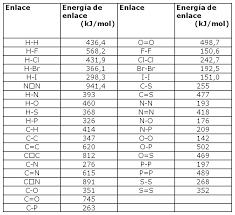 Enlace Energía de enlace (kJ/mol) Enlace Energía de enlace (kJ/mol)
H-H 436,4 O=O 498,7
H-F 568,2 F-F 150,6
H-Cl 431,9 Cl-Cl 242,7
H-Br 366,1 Br-Br 192,5
H-I 298,3 I-I 151,0
N□N 941,4 C-S 255
N-H 393 C=S 477
H-O 460 N-N 193
H-S 368 N=N 418
H-P 326 N-O 176
C-H 414 N-P 209
C-C 347 O-O 142
C=C 620 O-P 502
C□C 812 O=S 469
C-N 276 P-P 197
C=N 615 P=P 489
C□N 891 S-S 268
C-O 351 S=S 352
C=O 745
C-P 263